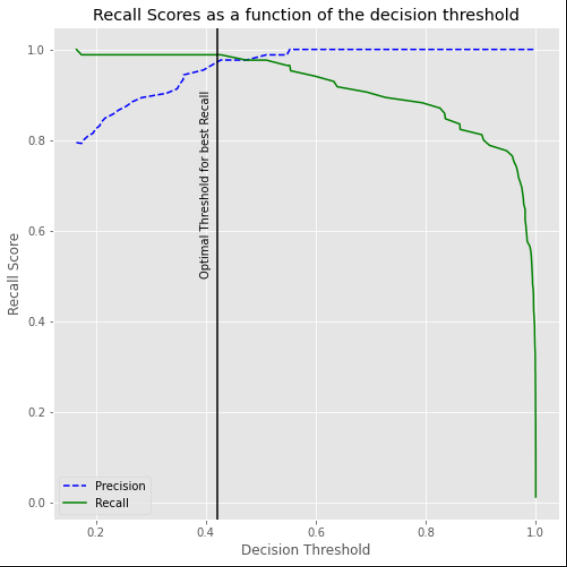 Recall Scores as a function of the decision threshold
1.0
0.8
0.6
0.4
0.2
0.0
Recall Score
Optimal Threshold for best Recall
Precision
Recall
0.2
0.4
0.6
0.8
1.0
Decision Threshold